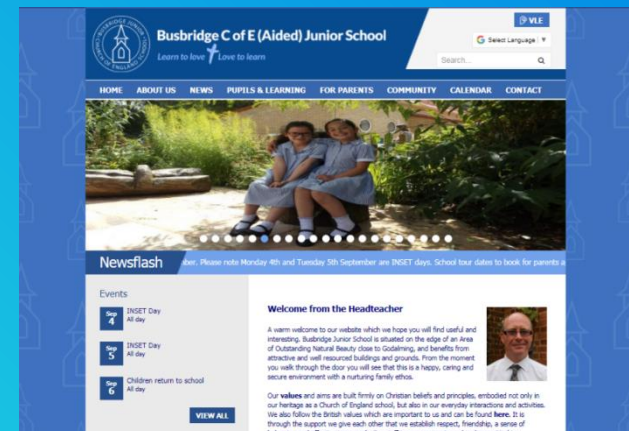 BUSBRIDGE JUNIOR
CHURCH OF ENGLAND
Busbridge C of E (Aided) Junior School
Learn to love Love to learn
VLE
Select Language
Search...
HOME ABOUT US NEWS PUPILS & LEARNING FOR PARENTS COMMUNITY CALENDAR CONTACT
Newsflash
ber. Please note Monday 4th and Tuesday 5th September are INSET days. School tour dates to book for parents a
Events
Sep
4
INSET Day
All day
Sep
5
INSET Day
All day
Sep
6
Children return to school
All day
VIEW ALL
Welcome from the Headteacher
A warm welcome to our website which we hope you will find useful and
interesting. Busbridge Junior School is situated on the edge of an Area
of Outstanding Natural Beauty close to Godalming, and benefits from
attractive and well resourced buildings and grounds. From the moment
you walk through the door you will see that this is a happy, caring and
secure environment with a nurturing family ethos.
Our values and aims are built firmly on Christian beliefs and principles, embodied not only in
our heritage as a Church of England school, but also in our everyday interactions and activities.
We also follow the British values which are important to us and can be found here. It is
through the support we give each other that we establish respect, friendship, a sense of